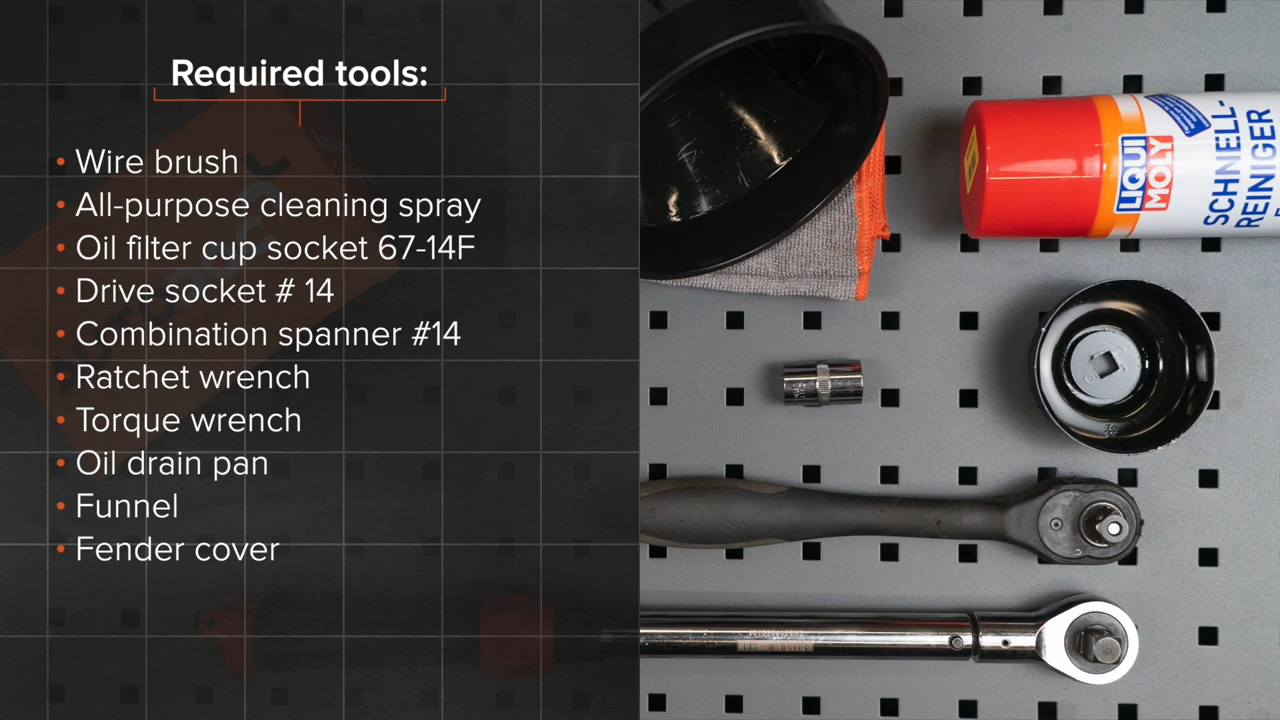 Required tools:
• Wire brush
• All-purpose cleaning spray
• Oil filter cup socket 67-14F
• Drive socket # 14
• Combination spanner #14
• Ratchet wrench
• Torque wrench
• Oil drain pan
• Funnel
• Fender cover
LIQUI
MOLY
SCHNELL-
REINIGER